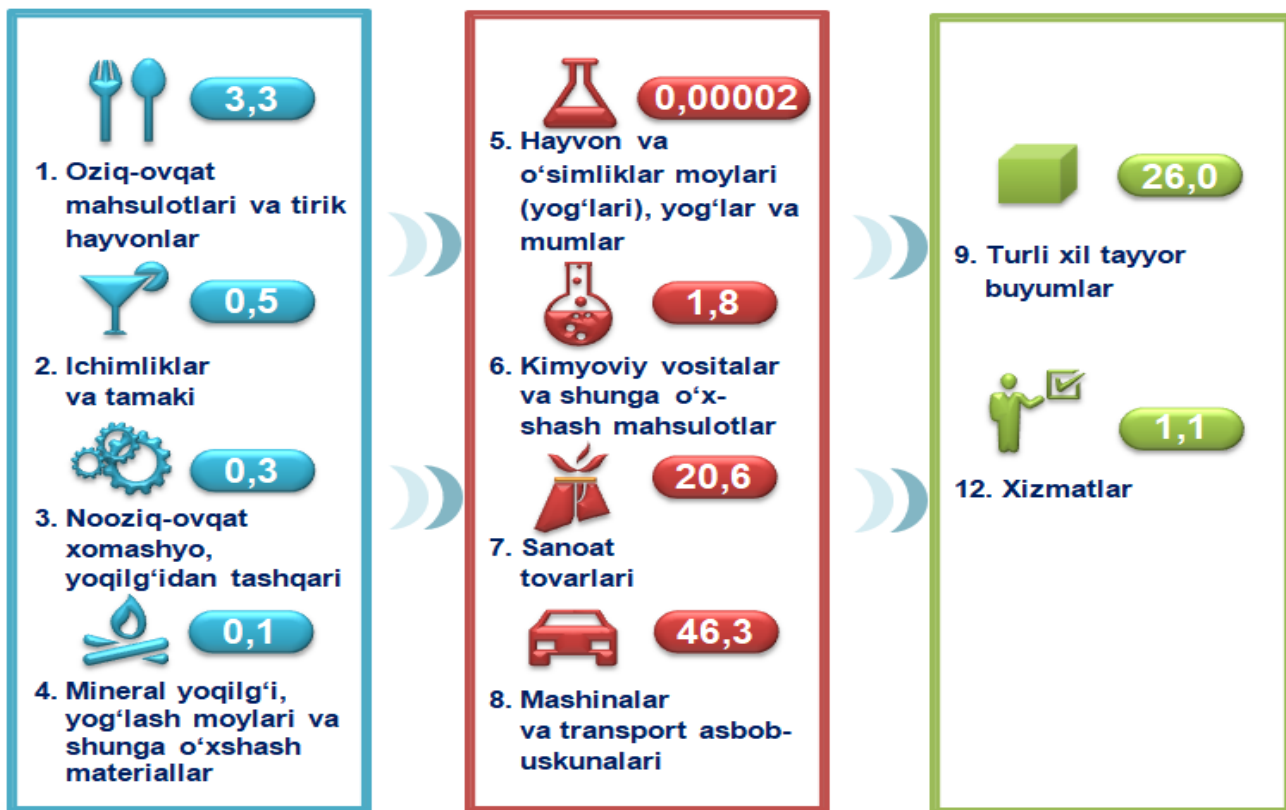 3,3
1. Oziq-ovqat
mahsulotlari va tirik
hayvonlar
0,5
2. Ichimliklar
va tamaki
0,3
3. Nooziq-ovqat
xomashyo,
yoqilg‘idan tashqari
0,1
4. Mineral yoqilg‘i,
yog‘lash moylari va
shunga o‘xshash
materiallar
0,00002
5. Hayvon va
o‘simliklar moylari
(yog‘lari), yog‘lar va
mumlar
1,8
6. Kimyoviy vositalar
va shunga o‘x-
shash mahsulotlar
20,6
7. Sanoat
tovarlari
46,3
8. Mashinalar
va transport asbob-
uskunalari
26,0
9. Turli xil tayyor
buyumlar
1,1
12. Xizmatlar